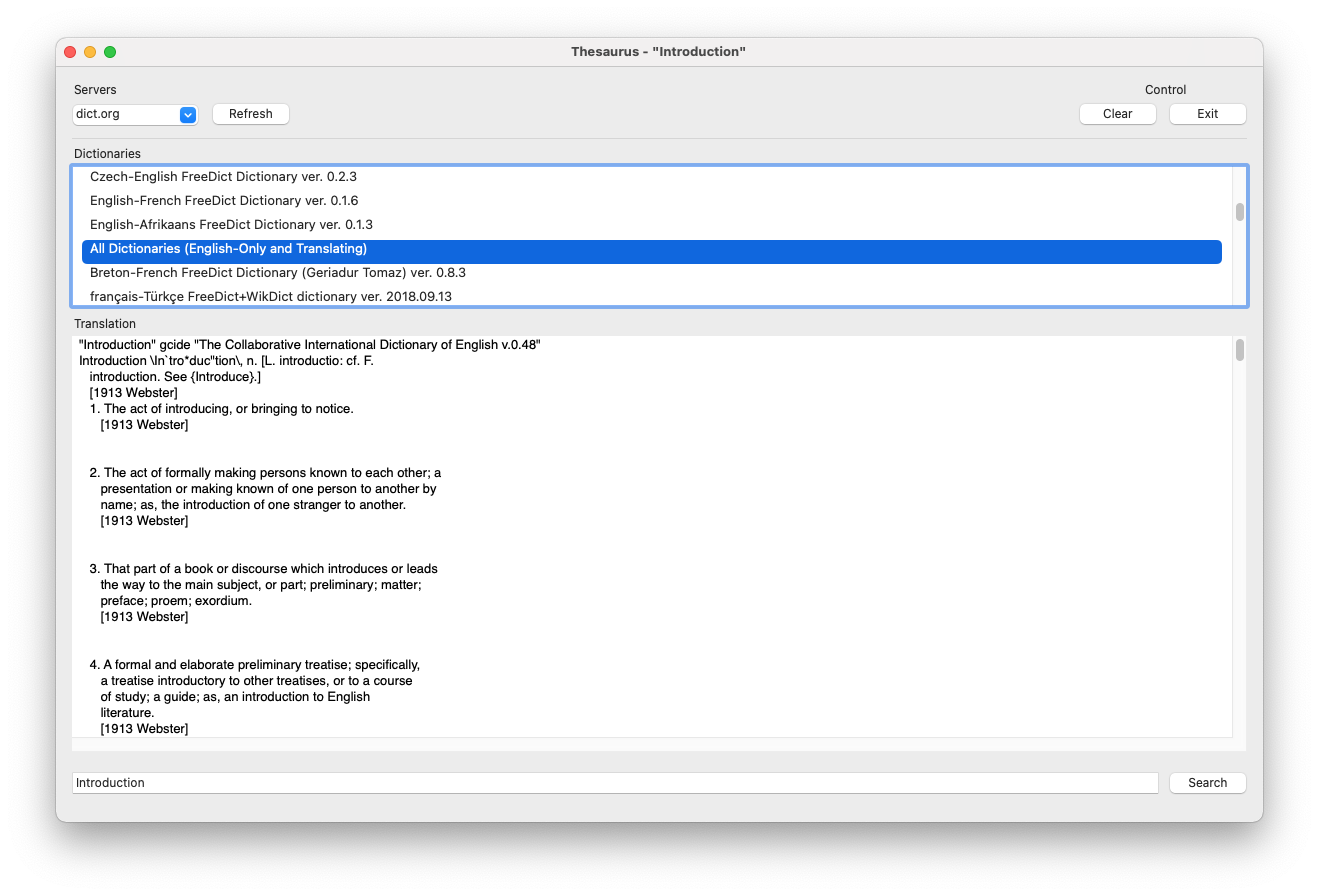 Thesaurus - "Introduction"
Servers
Control
dict.org
Refresh
Clear
Exit
Dictionaries
Czech-English FreeDict Dictionary ver. 0.2.3
English-French FreeDict Dictionary ver. 0.1.6
English-Afrikaans FreeDict Dictionary ver. 0.1.3
All Dictionaries (English-Only and Translating)
Breton-French FreeDict Dictionary (Geriadur Tomaz) ver. 0.8.3
français-Türkçe FreeDict+WikDict dictionary ver. 2018.09.13
Translation
"Introduction" gcide "The Collaborative International Dictionary of English v.0.48"
Introduction \In`tro*duc"tion\, n. [L. introductio: cf. F.
introduction. See {Introduce}.]
[1913 Webster]
1. The act of introducing, or bringing to notice.
[1913 Webster]
2. The act of formally making persons known to each other; a
presentation or making known of one person to another by
name; as, the introduction of one stranger to another.
[1913 Webster]
3. That part of a book or discourse which introduces or leads
the way to the main subject, or part; preliminary; matter;
preface; proem; exordium.
[1913 Webster]
4. A formal and elaborate preliminary treatise; specifically,
a treatise introductory to other treatises, or to a course
of study; a guide; as, an introduction to English
literature.
[1913 Webster]
Introduction
Search